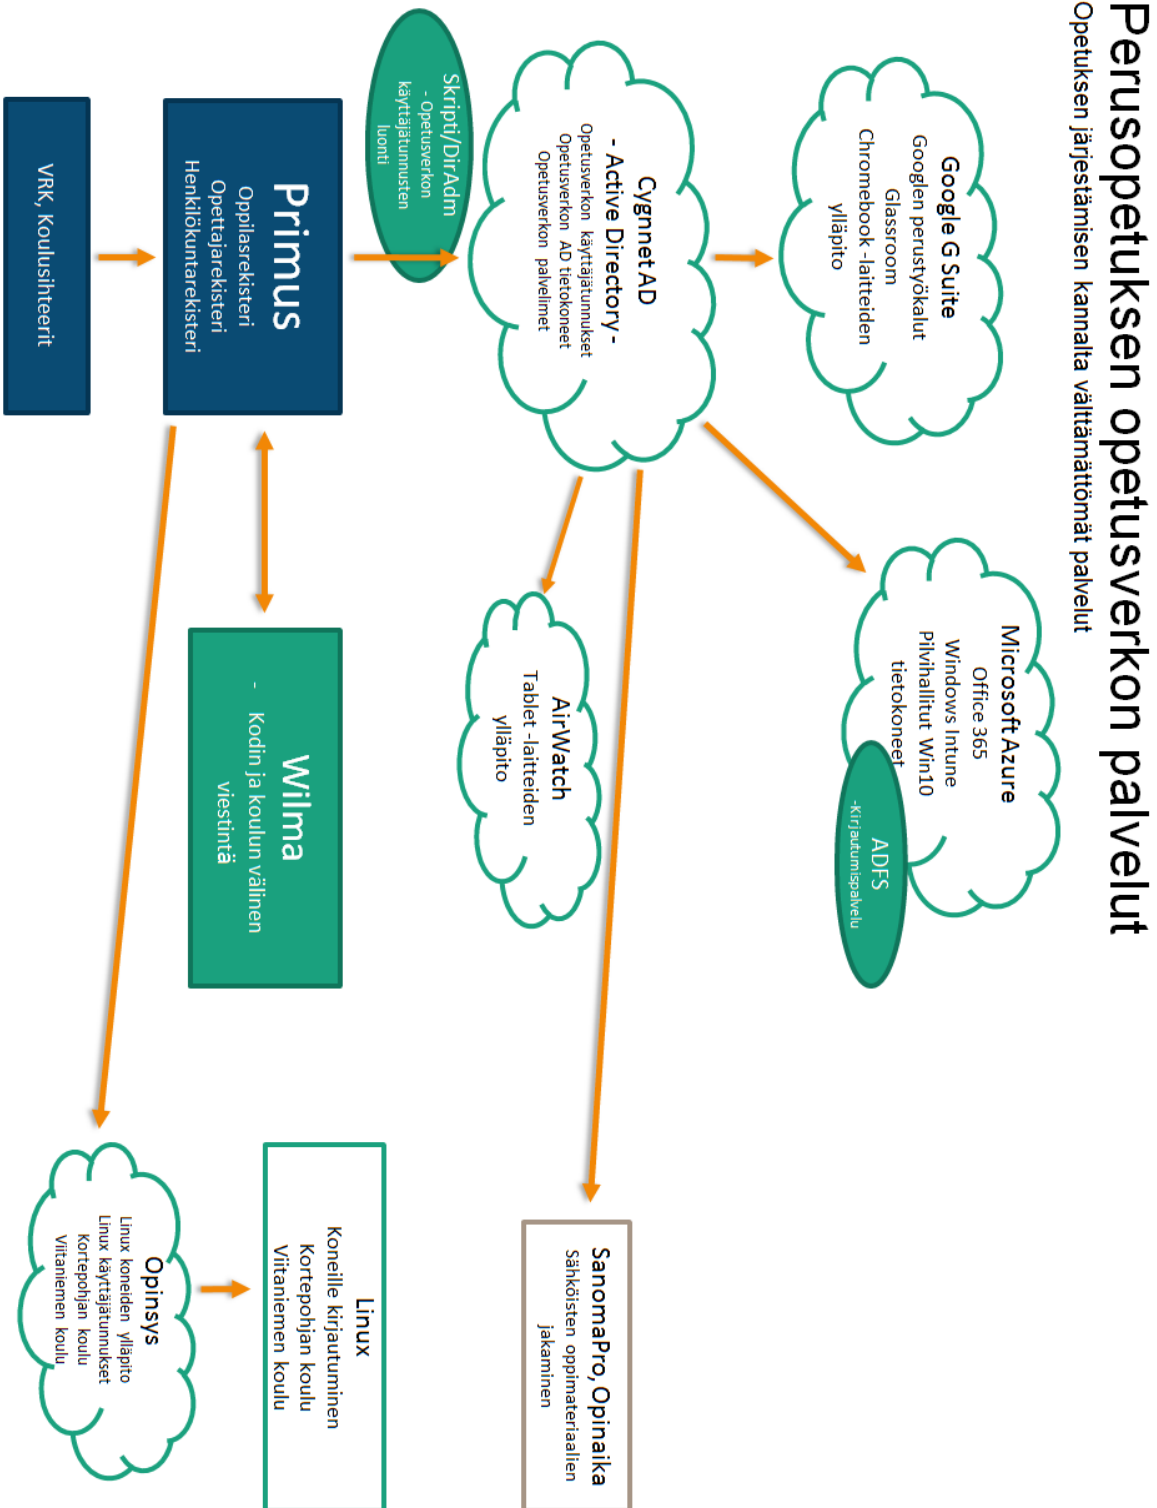 Perusopetuksen opetusverkon palvelut
Opetuksen järjestämisen kannalta välttämättömät palvelut
Google G Suite
Googlen perustyökalut
Glassroom
Chromebook -laitteiden
ylläpito
Microsoft Azure
Office 365
Windows Intune
Pilvihallitut Win10
tietokoneet
ADFS
-Kirjautumispalvelu
Cygnnet AD
- Active Directory -
Opetusverkon käyttäjätunnukset
Opetusverkon AD tietokoneet
Opetusverkon palvelimet
AirWatch
Tablet -laitteiden
ylläpito
SanomaPro, Opinaika
Sähköisten oppimateriaalien
jakaminen
Skripti/DirAdm
- Opetusverkon
käyttäjätunnusten
luonti
Primus
Oppilasrekisteri
Opettajarekisteri
Henkilökuntarekisteri
Wilma
- Kodin ja koulun välinen
viestintä
Linux
Koneille kirjautuminen
Kortepohjan koulu
Viitaniemen koulu
VRK, Koulusihteerit
Opinsys
Linux koneiden ylläpito
Linux käyttäjätunnukset
Kortepohjan koulu
Viitaniemen koulu